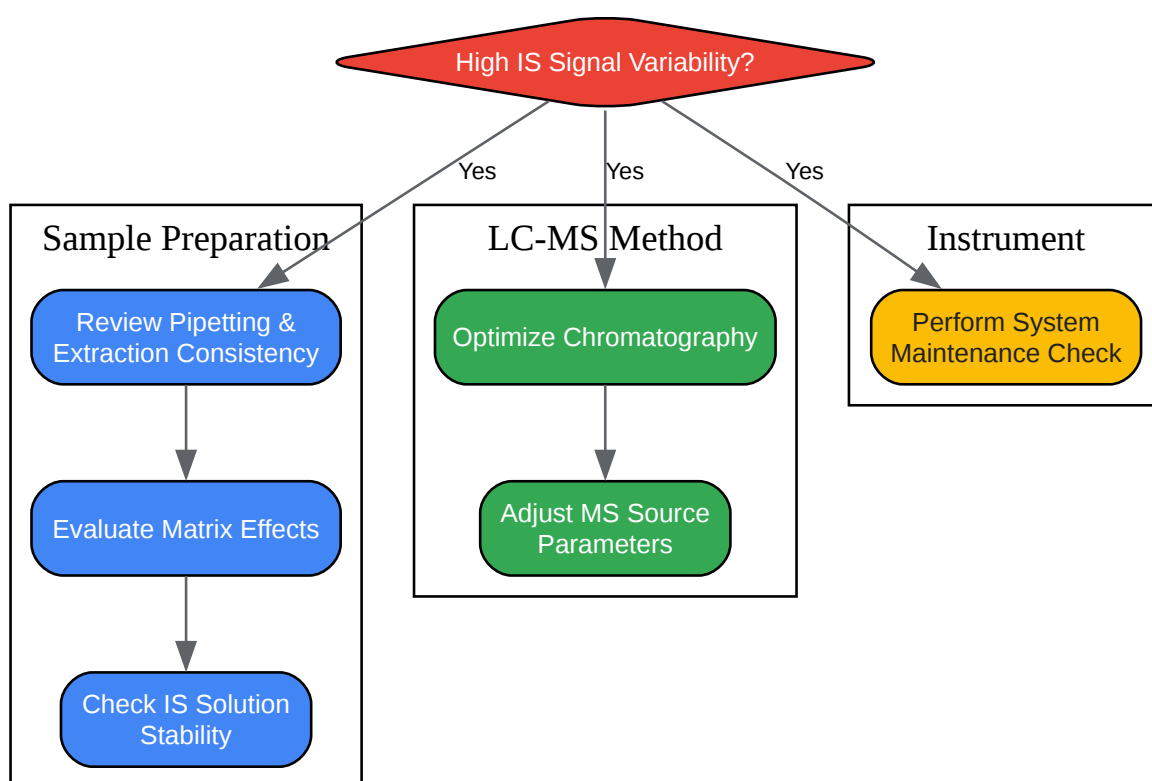 High IS Signal Variability?
Yes
Yes
Yes
Sample Preparation
LC-MS Method
Instrument
Review Pipetting &
Extraction Consistency
Optimize Chromatography
Perform System
Maintenance Check
Evaluate Matrix Effects
Adjust MS Source
Parameters
Check IS Solution
Stability